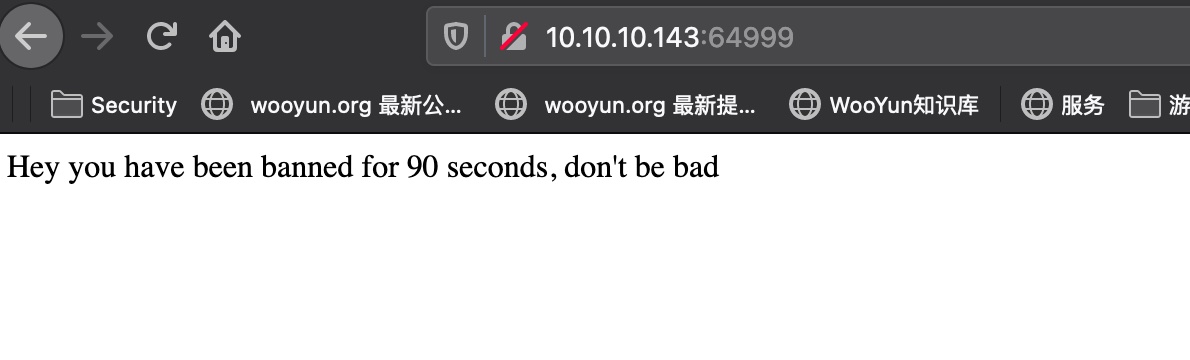 10.10.10.143:64999
Security wooyun.org 最新公... wooyun.org 最新提... WooYun知识库 服务 游
Hey you have been banned for 90 seconds, don't be bad